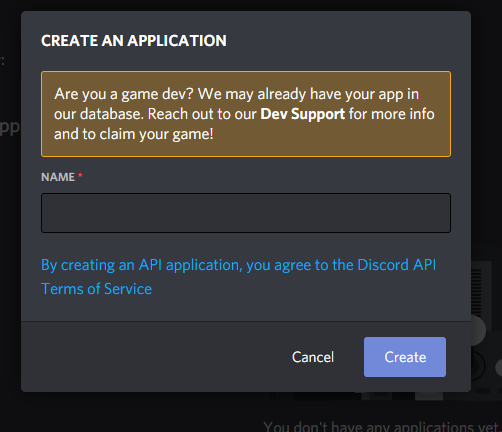 :
CREATE AN APPLICATION
Are you a game dev? We may already have your app in
our database. Reach out to our Dev Support for more info
and to claim your game!
pp
NAME *
By creating an API application, you agree to the Discord API
Terms of Service
Cancel
Create
You don't have any applications yet